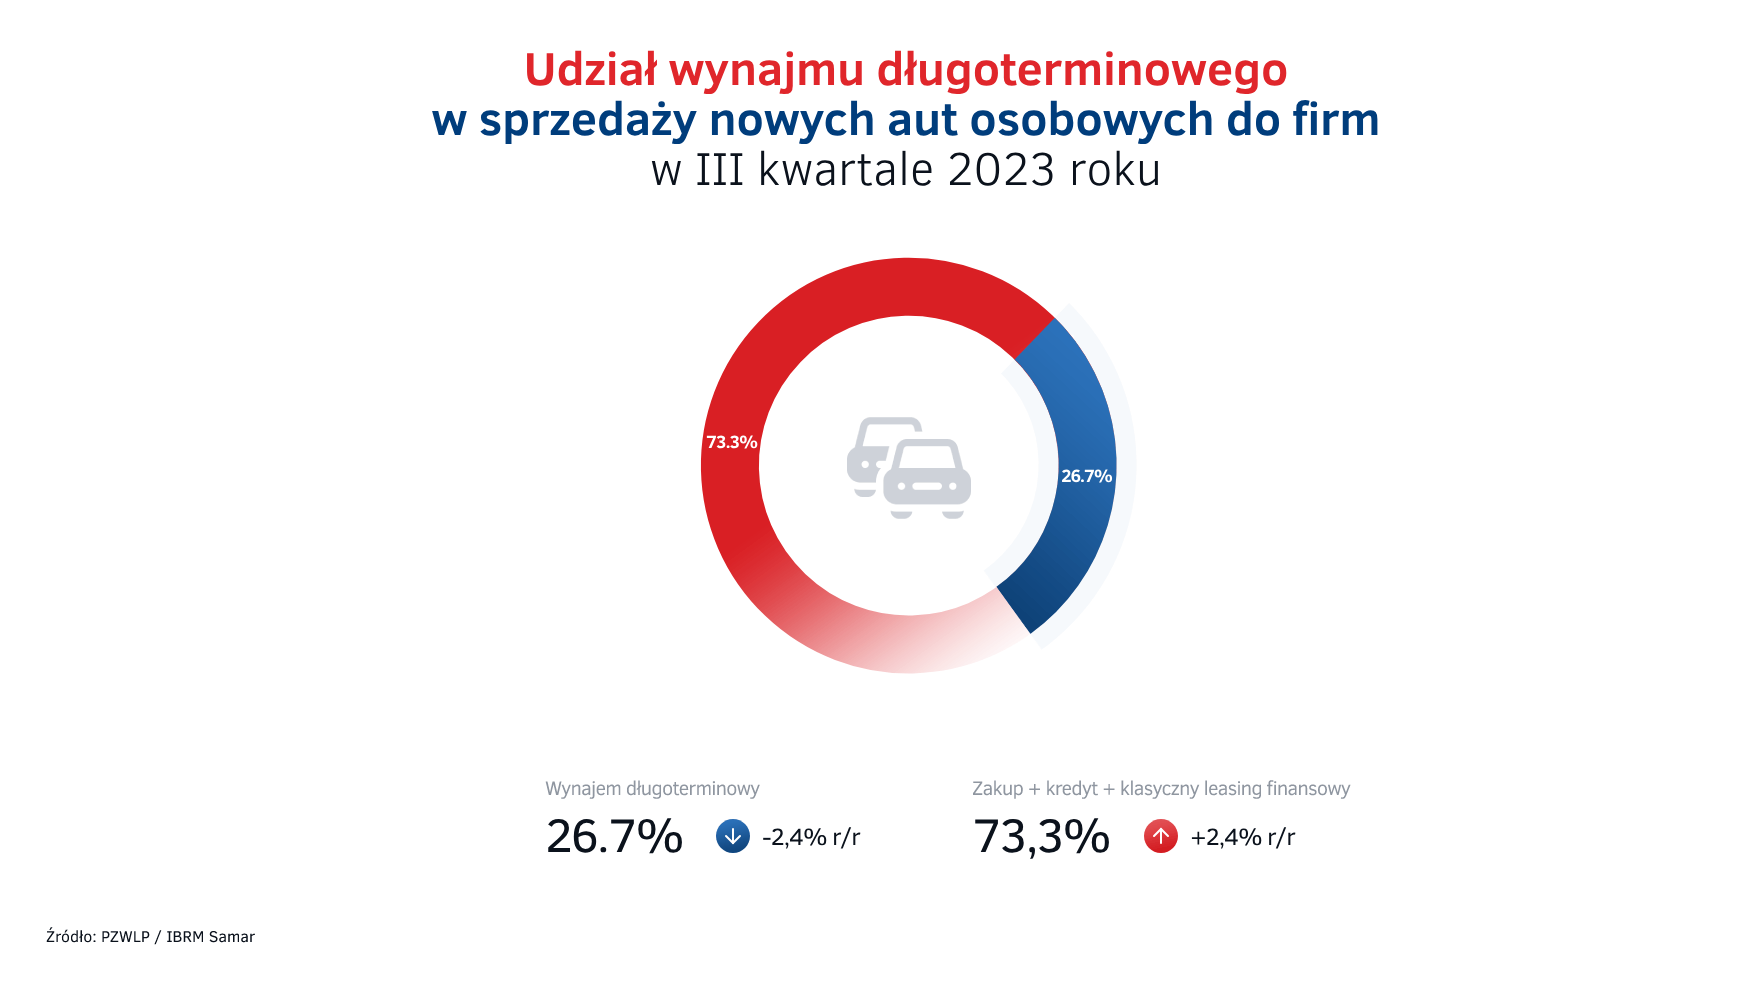 Udział wynajmu długoterminowego
w sprzedaży nowych aut osobowych do firm
w III kwartale 2023 roku
73.3%
26.7%
Wynajem długoterminowy
26.7%
-2,4% r/r
Zakup + kredyt + klasyczny leasing finansowy
73,3%
+2,4% r/r
Źródło: PZWLP / IBRM Samar